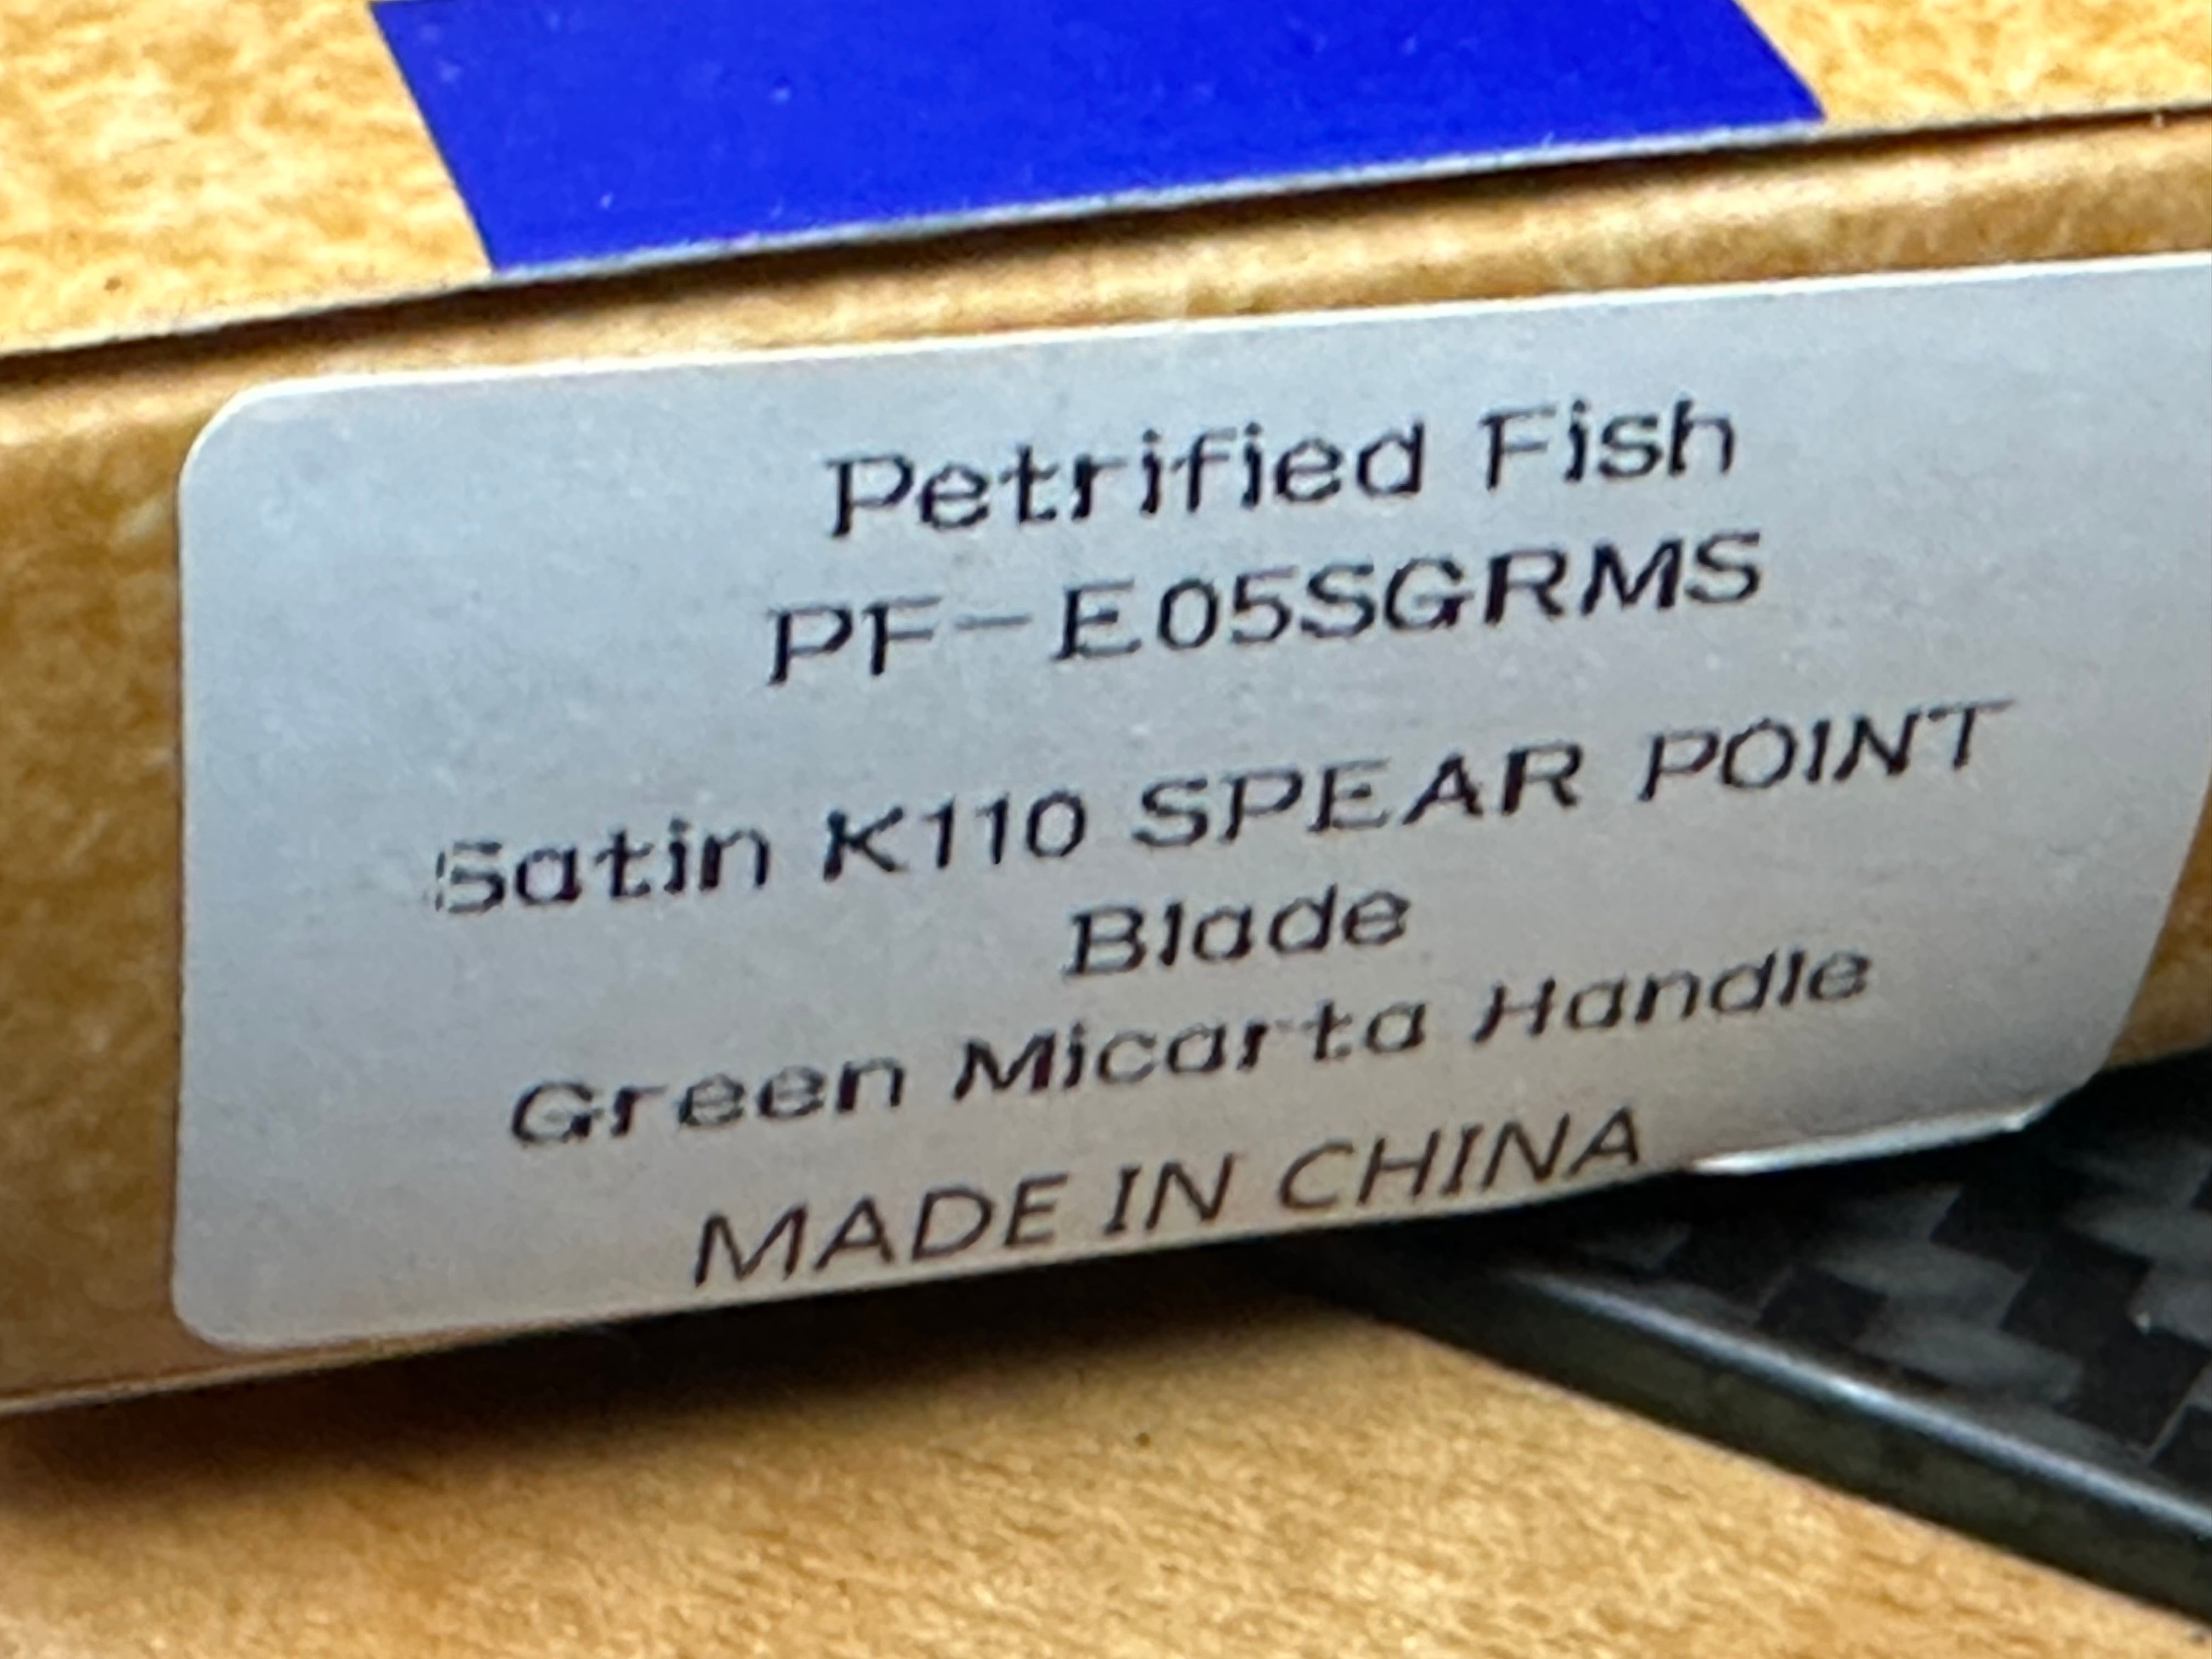 Petrified Fish
PF-E05SGRMS
Satin K110 SPEAR POINT
Blade
Green Micarta Handle
MADE IN CHINA